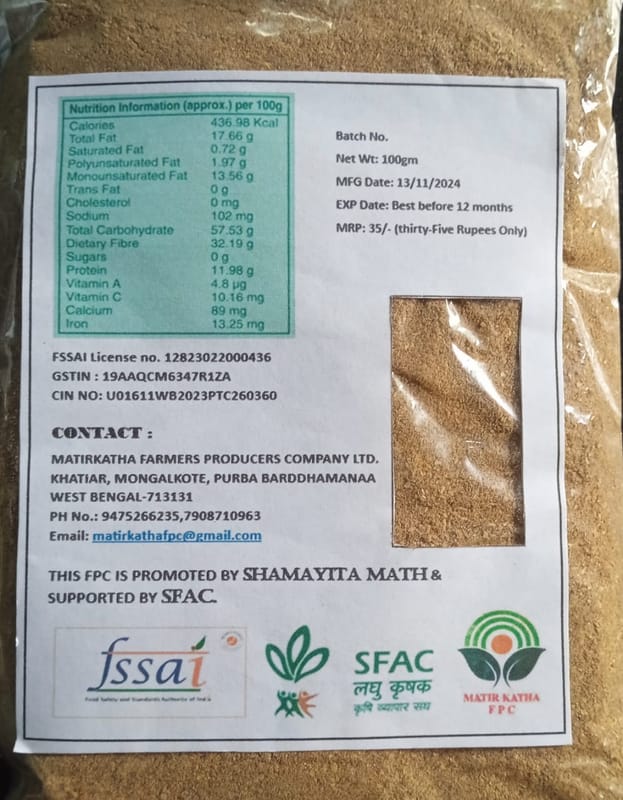 Nutrition Information (approx.) per 100g
Calories 436.98 Kcal
Total Fat 17.66 g
Saturated Fat 0.72 g
Polyunsaturated Fat 1.97 g
Monounsaturated Fat 13.56 g
Trans Fat 0 g
Cholesterol 0 mg
Sodium 102 mg
Total Carbohydrate 57.53 g
Dietary Fibre 32.19 g
Sugars 0 g
Protein 11.98 g
Vitamin A 4.8 µg
Vitamin C 10.16 mg
Calcium 89 mg
Iron 13.25 mg
Batch No.
Net Wt: 100gm
MFG Date: 13/11/2024
EXP Date: Best before 12 months
MRP: 35/- (thirty-Five Rupees Only)
FSSAI License no. 12823022000436
GSTIN : 19AAQCM6347R1ZA
CIN NO: U01611WB2023PTC260360
CONTACT :
MATIRKATHA FARMERS PRODUCERS COMPANY LTD.
KHATIAR, MONGALKOTE, PURBA BARDDHAMANAA
WEST BENGAL-713131
PH No.: 9475266235,7908710963
Email: matirkathafpc@gmail.com
THIS FPC IS PROMOTED BY SHAMAYITA MATH &
SUPPORTED BY SFAC.
fssai
Food Safety and Standards Authority of India
SFAC
लघु कृषक
कृषि व्यापार संघ
MATIR KATHA
FPC